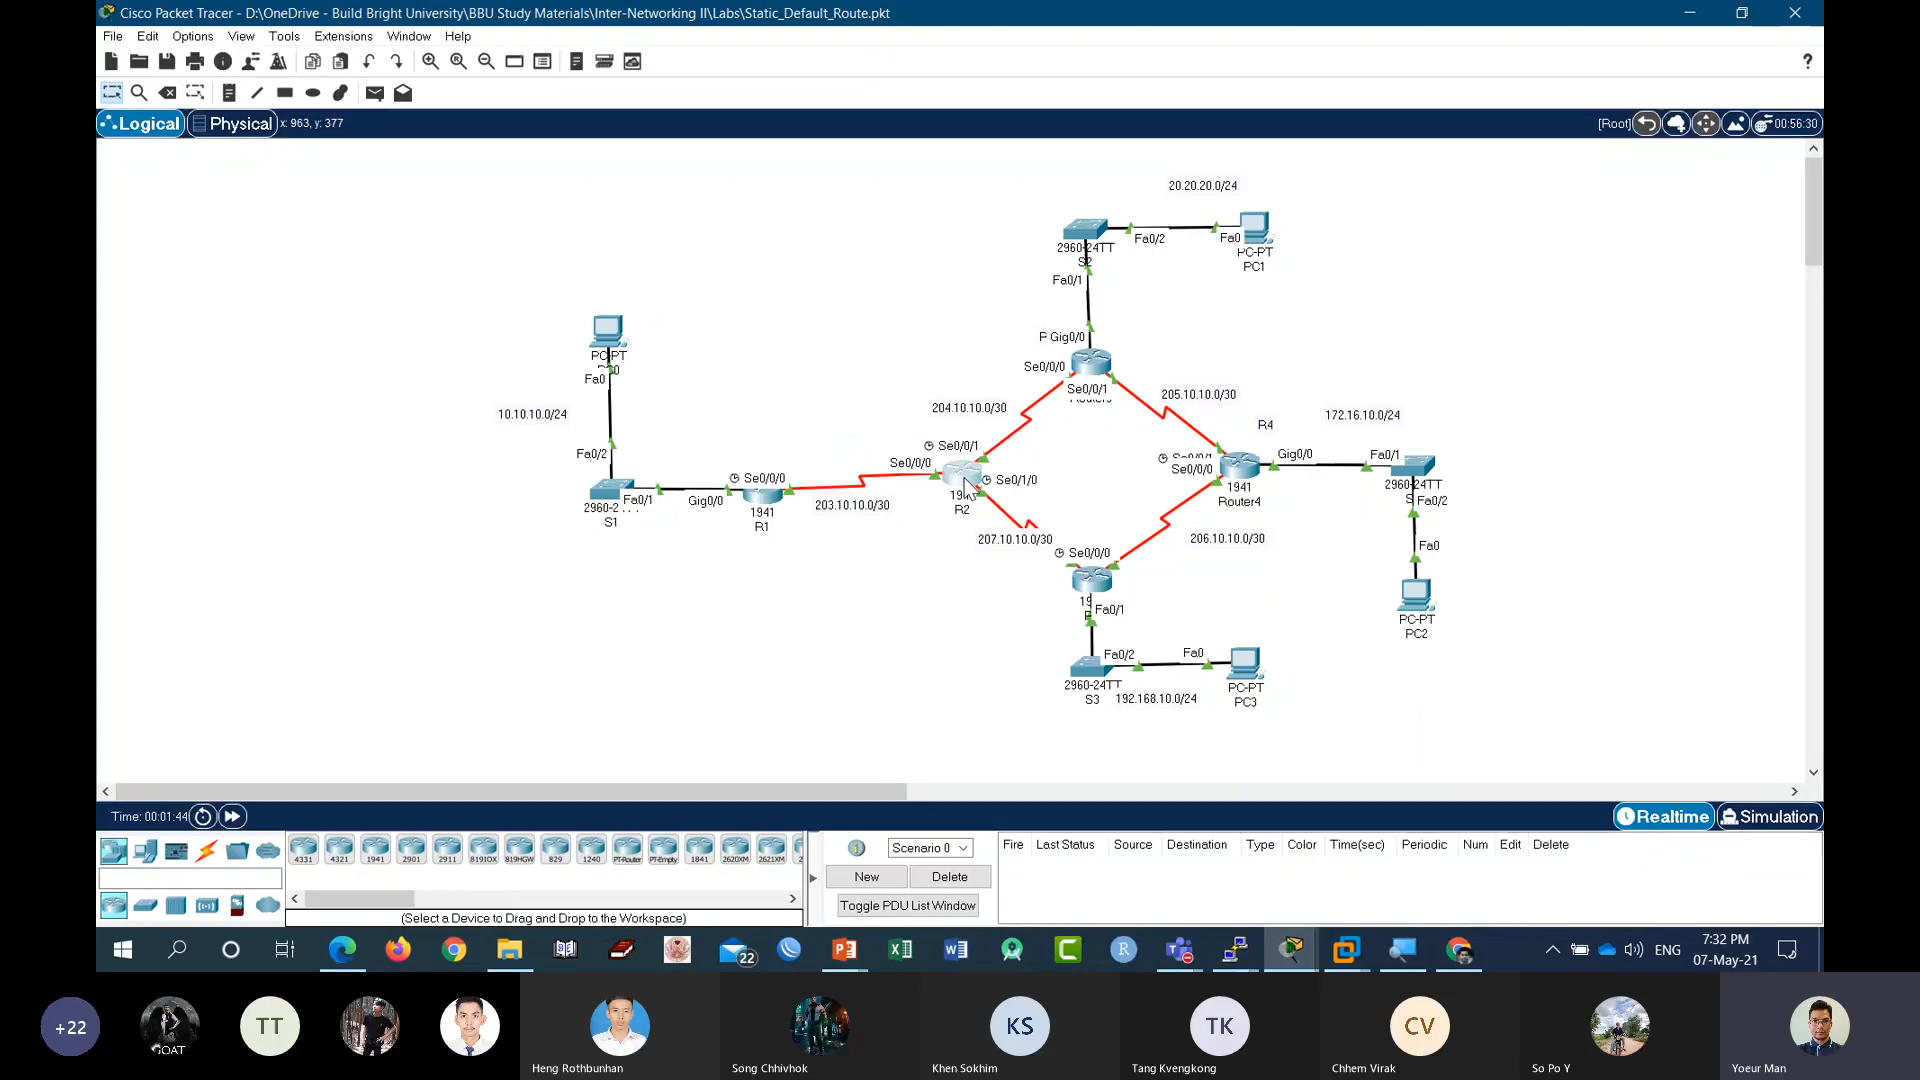 Cisco Packet Tracer - D:\OneDrive - Build Bright University\BBU Study Materials\Inter-Networking II\Labs\Static_Default_Route.pkt
File Edit Options View Tools Extensions Window Help
?
Logical Physical x: 963, y: 377
[Root] 00:56:30
20.20.20.0/24
Fa0/2 Fa0
2960-24TT
PC-PT
PC1
Fa0/1
Gig0/0
PC-PT
Fa0
Se0/0/0
Se0/0/1
10.10.10.0/24
204.10.10.0/30
205.10.10.0/30
172.16.10.0/24
R4
Fa0/2
Se0/0/1
Se0/0/0
Se0/0/0
Gig0/0
Fa0/1
Se0/0/0
Se0/1/0
1941
Router4
2960-24TT
Fa0/2
Fa0/1
S1
Gig0/0
1941
R1
203.10.10.0/30
R2
207.10.10.0/30
206.10.10.0/30
Se0/0/0
Fa0
Fa0/1
PC-PT
PC2
Fa0/2
Fa0
2960-24TT
S3
192.168.10.0/24
PC-PT
PC3
Time: 00:01:44
Realtime Simulation
4331 4321 1941 2901 2911 819IOX 819HGW 829 1240 PT-Router PT-Empty 1841 2620XM 2621XM
Scenario 0
New Delete
Toggle PDU List Window
Fire Last Status Source Destination Type Color Time(sec) Periodic Num Edit Delete
(Select a Device to Drag and Drop to the Workspace)
22
ENG
7:32 PM
07-May-21
+22
GOAT
TT
KS
TK
CV
Heng Rothbunhan
Song Chhivhok
Khen Sokhim
Tang Kvengkong
Chhem Virak
So Po Y
Yoeur Man